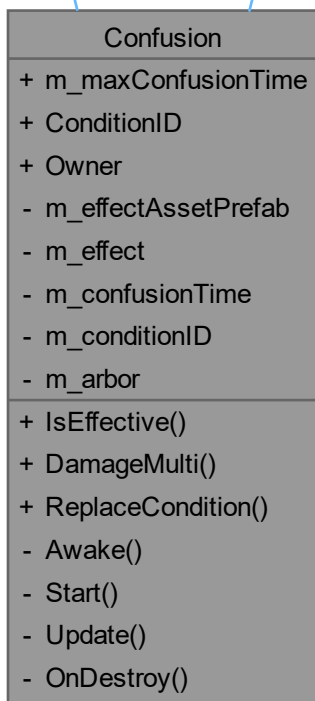 Confusion
+ m_maxConfusionTime
+ ConditionID
+ Owner
- m_effectAssetPrefab
- m_effect
- m_confusionTime
- m_conditionID
- m_arbor
+ IsEffective()
+ DamageMulti()
+ ReplaceCondition()
- Awake()
- Start()
- Update()
- OnDestroy()